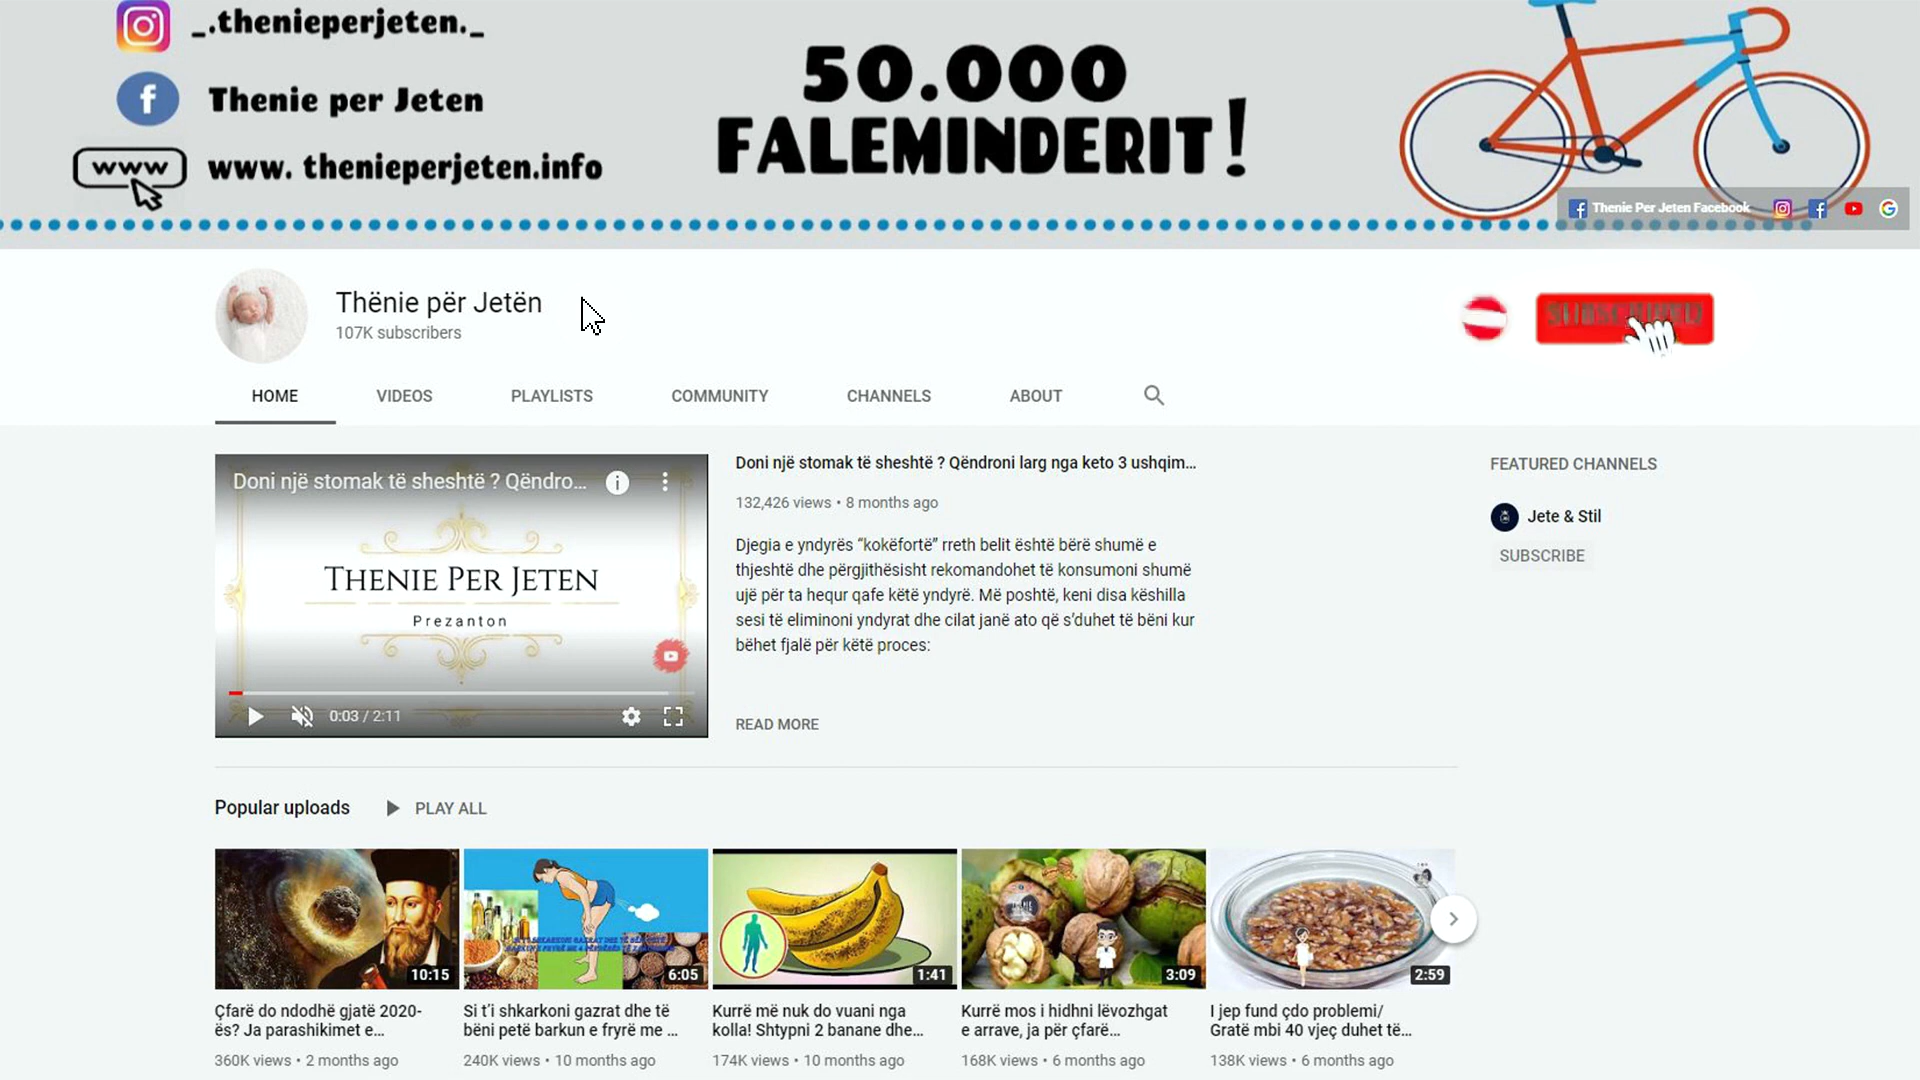 _.thenieperjeten._
Thenie per Jeten
www
www. thenieperjeten.info
50.000
FALEMINDERIT!
Thenie Per Jeten Facebook
Thënie për Jetën
107K subscribers
HOME
VIDEOS
PLAYLISTS
COMMUNITY
CHANNELS
ABOUT
Doni një stomak të sheshtë ? Qëndro...
THENIE PER JETEN
Prezanton
0:03 / 2:11
Doni një stomak të sheshtë ? Qëndroni larg nga keto 3 ushqim...
132,426 views • 8 months ago
Djegia e yndyrës “kokëfortë” rreth belit është bërë shumë e
thjeshtë dhe përgjithësisht rekomandohet të konsumoni shumë
ujë për ta hequr qafe këtë yndyrë. Më poshtë, keni disa këshilla
sesi të eliminoni yndyrat dhe cilat janë ato që s’duhet të bëni kur
bëhet fjalë për këtë proces:
READ MORE
FEATURED CHANNELS
Jete & Stil
SUBSCRIBE
Popular uploads
PLAY ALL
10:15
6:05
1:41
3:09
2:59
Çfarë do ndodhë gjatë 2020-
ës? Ja parashikimet e...
360K views • 2 months ago
Si t’i shkarkoni gazrat dhe të
bëni petë barkun e fryrë me ...
240K views • 10 months ago
Kurrë më nuk do vuani nga
kolla! Shtypni 2 banane dhe...
174K views • 10 months ago
Kurrë mos i hidhni lëvozhgat
e arrave, ja për çfarë...
168K views • 6 months ago
I jep fund çdo problemi/
Gratë mbi 40 vjeç duhet të...
138K views • 6 months ago